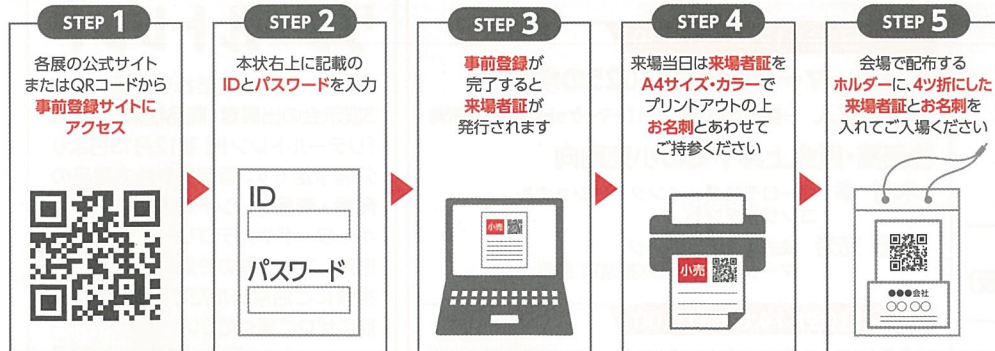 STEP 1
各展の公式サイト
またはQRコードから
事前登録サイトに
アクセス
STEP 2
本状右上に記載の
IDとパスワードを入力
ID
パスワード
STEP 3
事前登録が
完了すると
来場者証が
発行されます
小売
STEP 4
来場当日は来場者証を
A4サイズ・カラーで
プリントアウトの上
お名刺とあわせて
ご持参ください
小売
STEP 5
会場で配布する
ホルダーに、4ツ折にした
来場者証とお名刺を
入れてご入場ください
●●●会社
○○ ○○